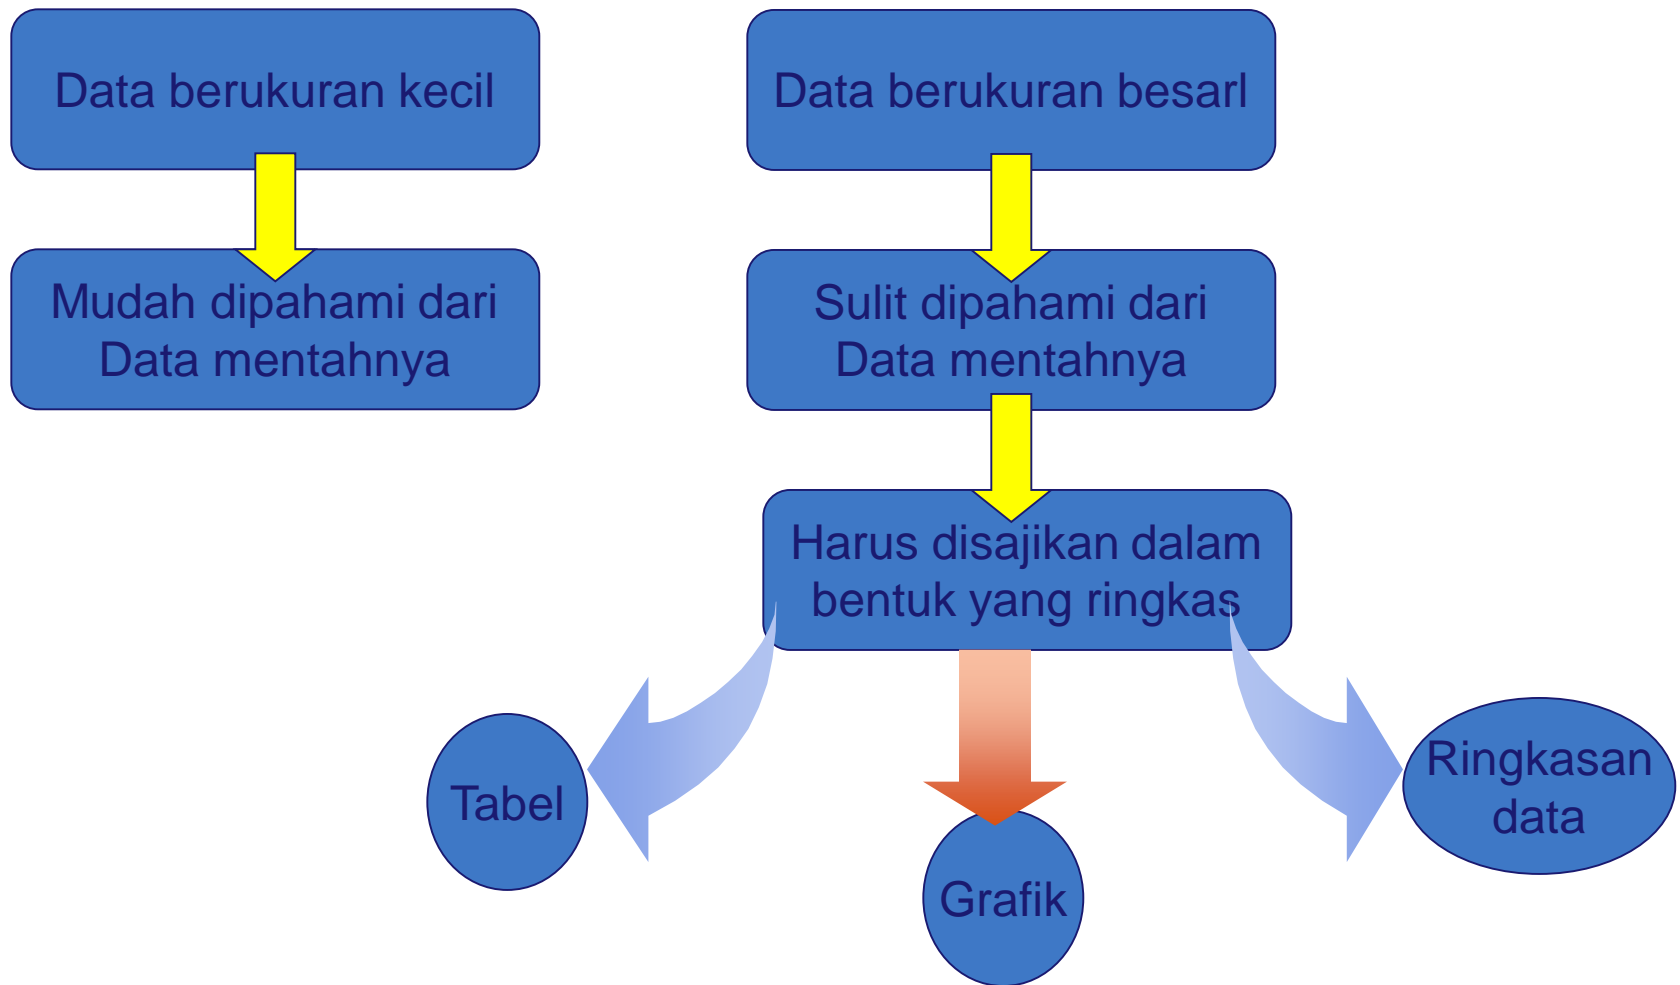 Data berukuran kecil
Data berukuran besarl
Mudah dipahami dari
Data mentahnya
Sulit dipahami dari
Data mentahnya
Harus disajikan dalam
bentuk yang ringkas
Tabel
Grafik
Ringkasan
data